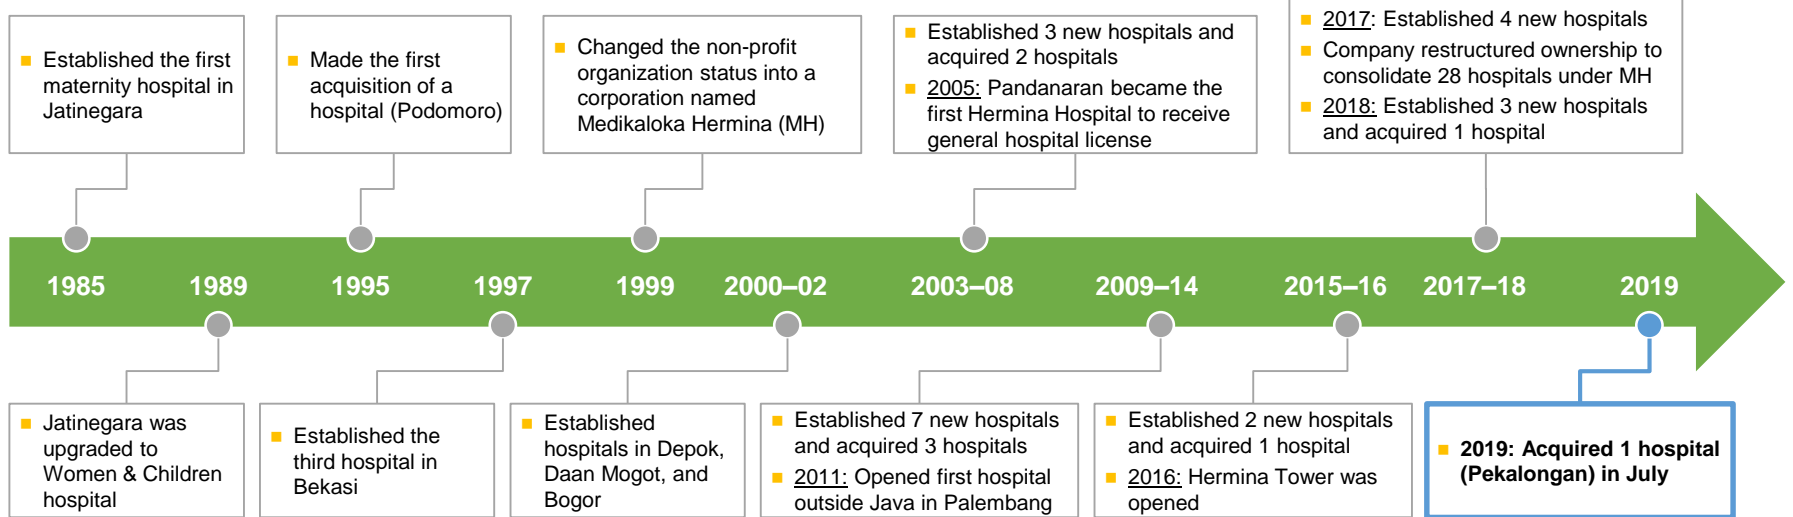 Established the first
maternity hospital in
Jatinegara
Made the first
acquisition of a
hospital (Podomoro)
Changed the non-profit
organization status into a
corporation named
Medikaloka Hermina (MH)
Established 3 new hospitals and
acquired 2 hospitals
2005: Pandanaran became the
first Hermina Hospital to receive
general hospital license
2017: Established 4 new hospitals
Company restructured ownership to
consolidate 28 hospitals under MH
2018: Established 3 new hospitals
and acquired 1 hospital
1985 1989 1995 1997 1999 2000–02 2003–08 2009–14 2015–16 2017–18 2019
Jatinegara was
upgraded to
Women & Children
hospital
Established the
third hospital in
Bekasi
Established
hospitals in Depok,
Daan Mogot, and
Bogor
Established 7 new hospitals
and acquired 3 hospitals
2011: Opened first hospital
outside Java in Palembang
Established 2 new hospitals
and acquired 1 hospital
2016: Hermina Tower was
opened
2019: Acquired 1 hospital
(Pekalongan) in July